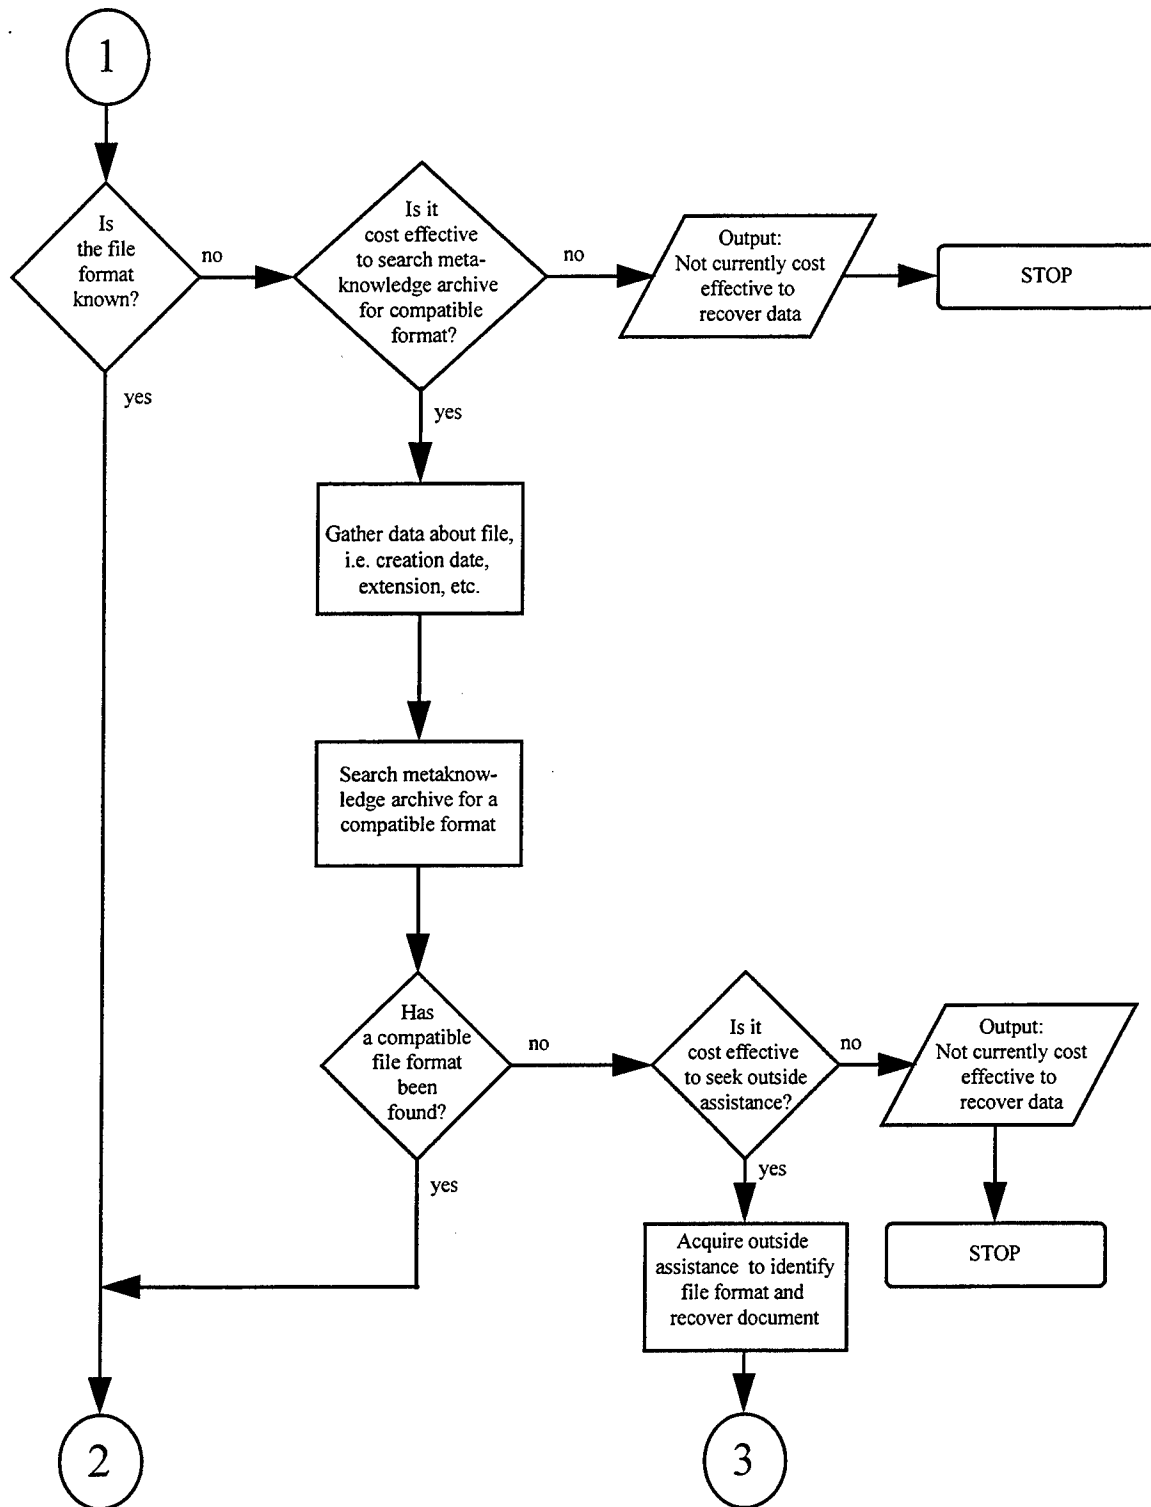 1
Is
the file
format
known?
no
yes
Is it
cost effective
to search meta-
knowledge archive
for compatible
format?
no
yes
Output:
Not currently cost
effective to
recover data
STOP
Gather data about file,
i.e. creation date,
extension, etc.
Search metaknow-
ledge archive for a
compatible format
Has
a compatible
file format
been
found?
no
yes
Is it
cost effective
to seek outside
assistance?
no
yes
Output:
Not currently cost
effective to
recover data
STOP
Acquire outside
assistance to identify
file format and
recover document
2
3